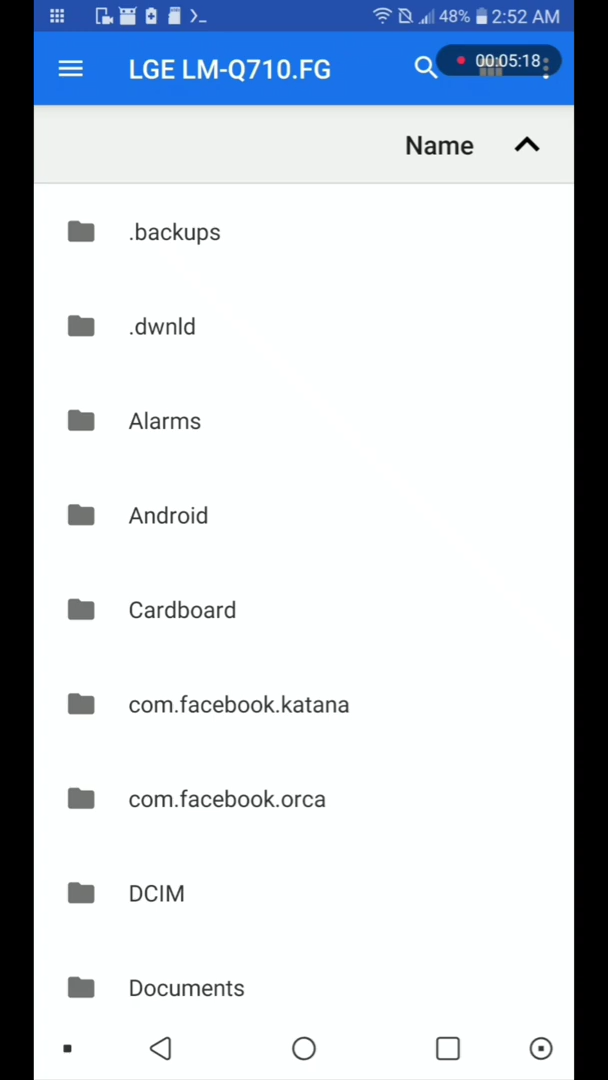 48% 2:52 AM
LGE LM-Q710.FG
00:05:18
Name
.backups
.dwnld
Alarms
Android
Cardboard
com.facebook.katana
com.facebook.orca
DCIM
Documents